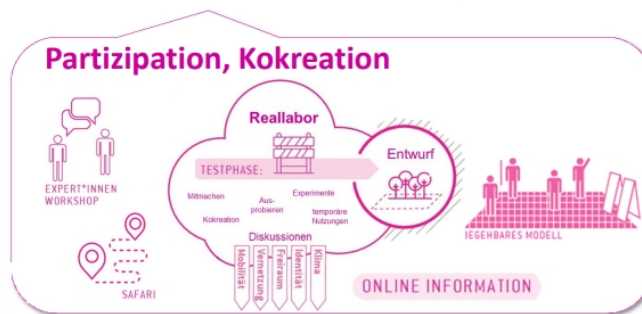 Partizipation, Kokreation
EXPERT*INNEN
WORKSHOP
SAFARI
Reallabor
TESTPHASE:
Mitmachen
Kokreation
Aus-
probieren
Experimente
temporäre
Nutzungen
Diskussionen
Mobilität
Vernetzung
Freiraum
Identität
Klima
Entwurf
ONLINE INFORMATION
BEGEHBARES MODELL